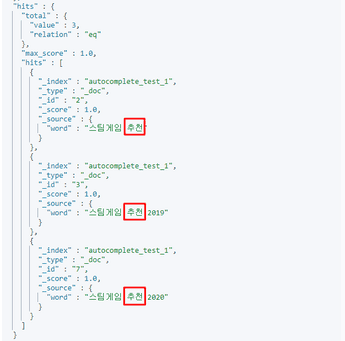 },
"hits" : {
"total" : {
"value" : 3,
"relation" : "eq"
},
"max_score" : 1.0,
"hits" : [
{
"_index" : "autocomplete_test_1",
"_type" : "_doc",
"_id" : "2",
"_score" : 1.0,
"_source" : {
"word" : "스팀게임 추천"
}
},
{
"_index" : "autocomplete_test_1",
"_type" : "_doc",
"_id" : "3",
"_score" : 1.0,
"_source" : {
"word" : "스팀게임 추천 2019"
}
},
{
"_index" : "autocomplete_test_1",
"_type" : "_doc",
"_id" : "7",
"_score" : 1.0,
"_source" : {
"word" : "스팀게임 추천 2020"
}
}
]
}